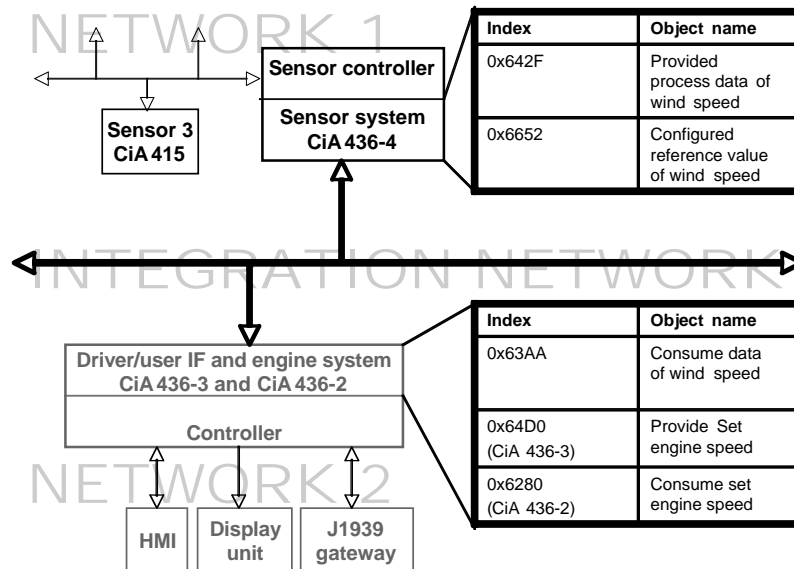 NETWORK 1
Sensor controller
Sensor system
CiA 436-4
Sensor 3
CiA 415
Index Object name
0x642F Provided
process data of
wind speed
0x6652 Configured
reference value
of wind speed
INTEGRATION NETWORK
Driver/user IF and engine system
CiA 436-3 and CiA 436-2
Controller
Index Object name
0x63AA Consume data
of wind speed
0x64D0 Provide Set
(CiA 436-3) engine speed
0x6280 Consume set
(CiA 436-2) engine speed
NETWORK 2
HMI
Display
unit
J1939
gateway